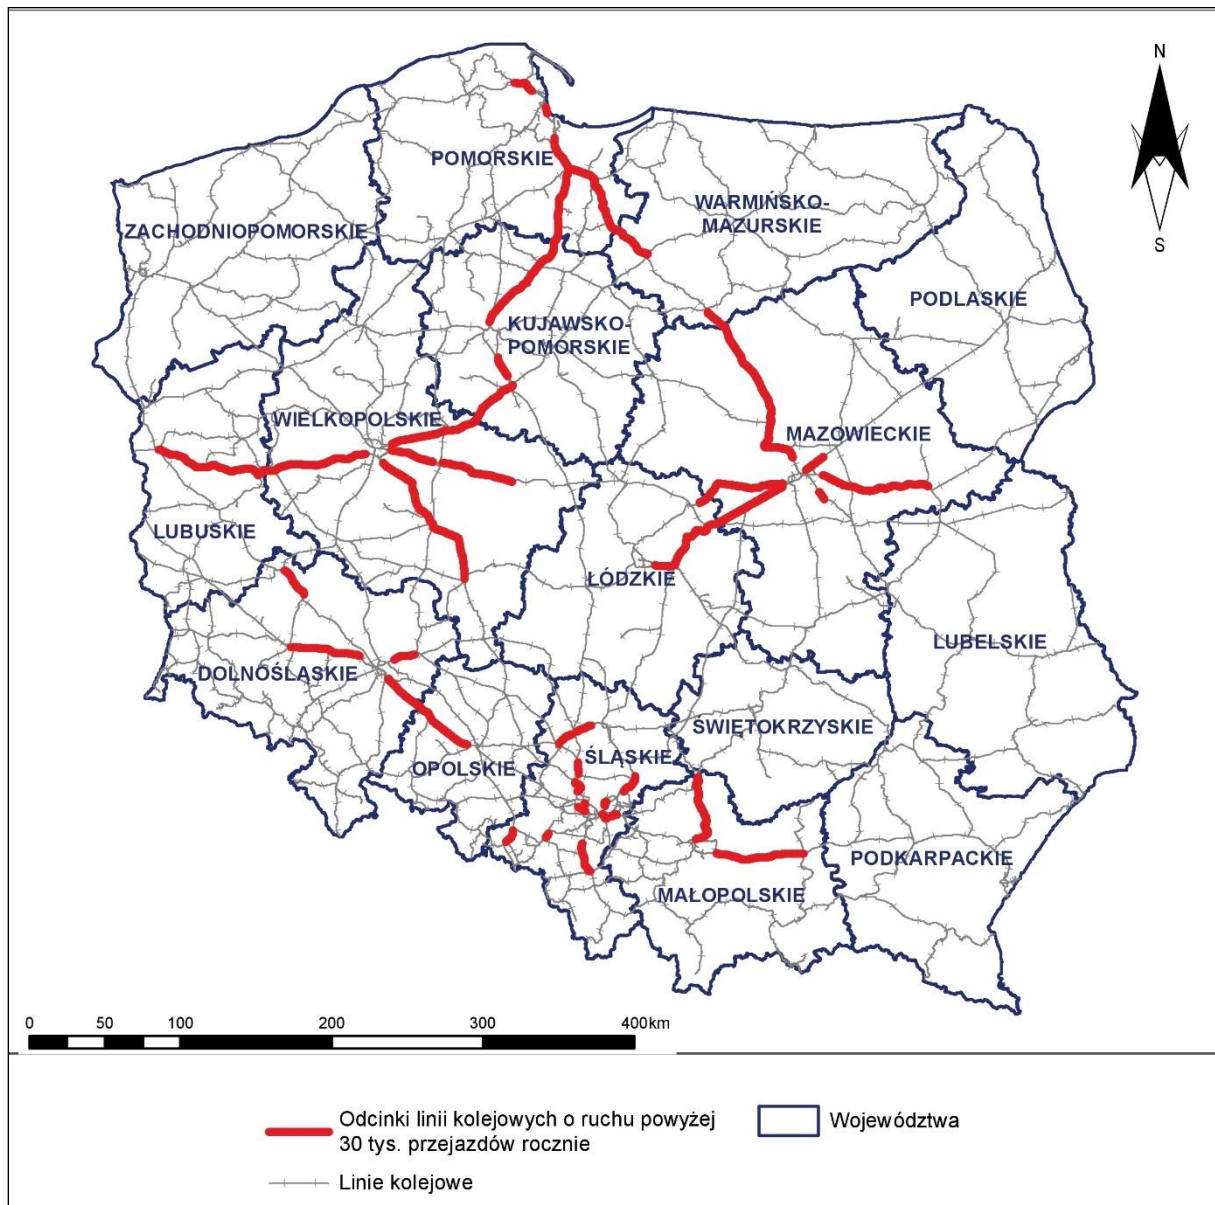 N
S
POMORSKIE
WARMIŃSKO-
MAZURSKIE
ZACHODNIOPOMORSKIE
PODLASKIE
KUJAWSKO-
POMORSKIE
WIELKOPOLSKIE
MAZOWIECKIE
LUBUSKIE
ŁÓDZKIE
LUBELSKIE
DOLNOŚLĄSKIE
ŚWIĘTOKRZYSKIE
ŚLĄSKIE
OPOLSKIE
PODKARPACKIE
MAŁOPOLSKIE
0 50 100 200 300 400km
Odcinki linii kolejowych o ruchu powyżej
30 tys. przejazdów rocznie
Województwa
Linie kolejowe